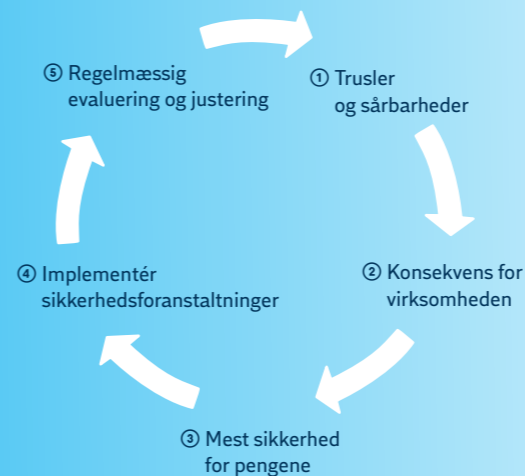 ① Trusler
og sårbarheder
② Konsekvens for
virksomheden
③ Mest sikkerhed
for pengene
④ Implementér
sikkerhedsforanstaltninger
⑤ Regelmæssig
evaluering og justering